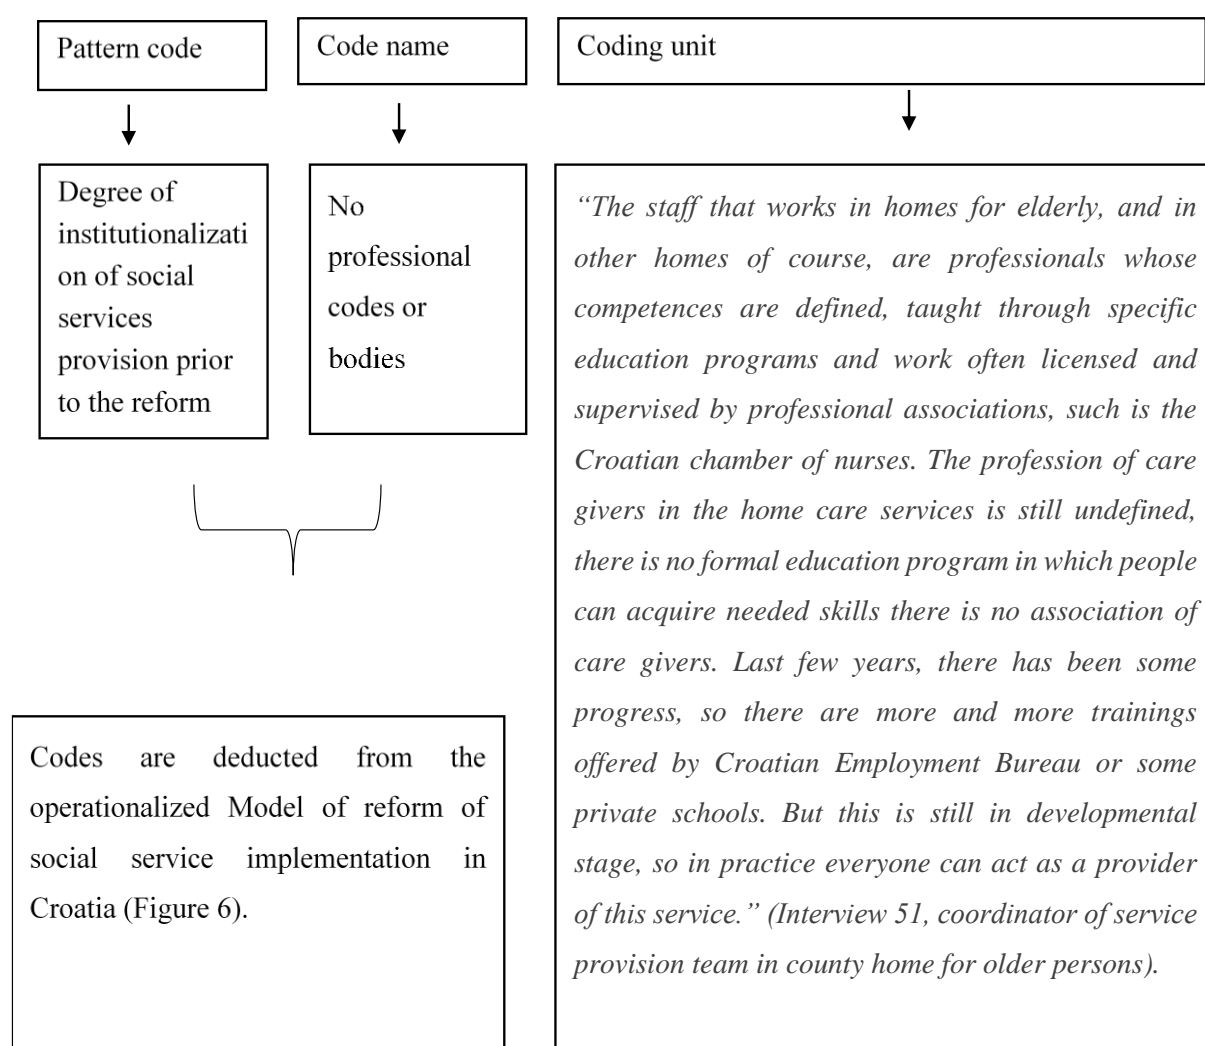 Pattern code
Code name
Coding unit
Degree of
institutionalizati
on of social
services
provision prior
to the reform
No
professional
codes or
bodies
“The staff that works in homes for elderly, and in
other homes of course, are professionals whose
competences are defined, taught through specific
education programs and work often licensed and
supervised by professional associations, such is the
Croatian chamber of nurses. The profession of care
givers in the home care services is still undefined,
there is no formal education program in which people
can acquire needed skills there is no association of
care givers. Last few years, there has been some
progress, so there are more and more trainings
offered by Croatian Employment Bureau or some
private schools. But this is still in developmental
stage, so in practice everyone can act as a provider
of this service.” (Interview 51, coordinator of service
provision team in county home for older persons).
Codes are deducted from the
operationalized Model of reform of
social service implementation in
Croatia (Figure 6).